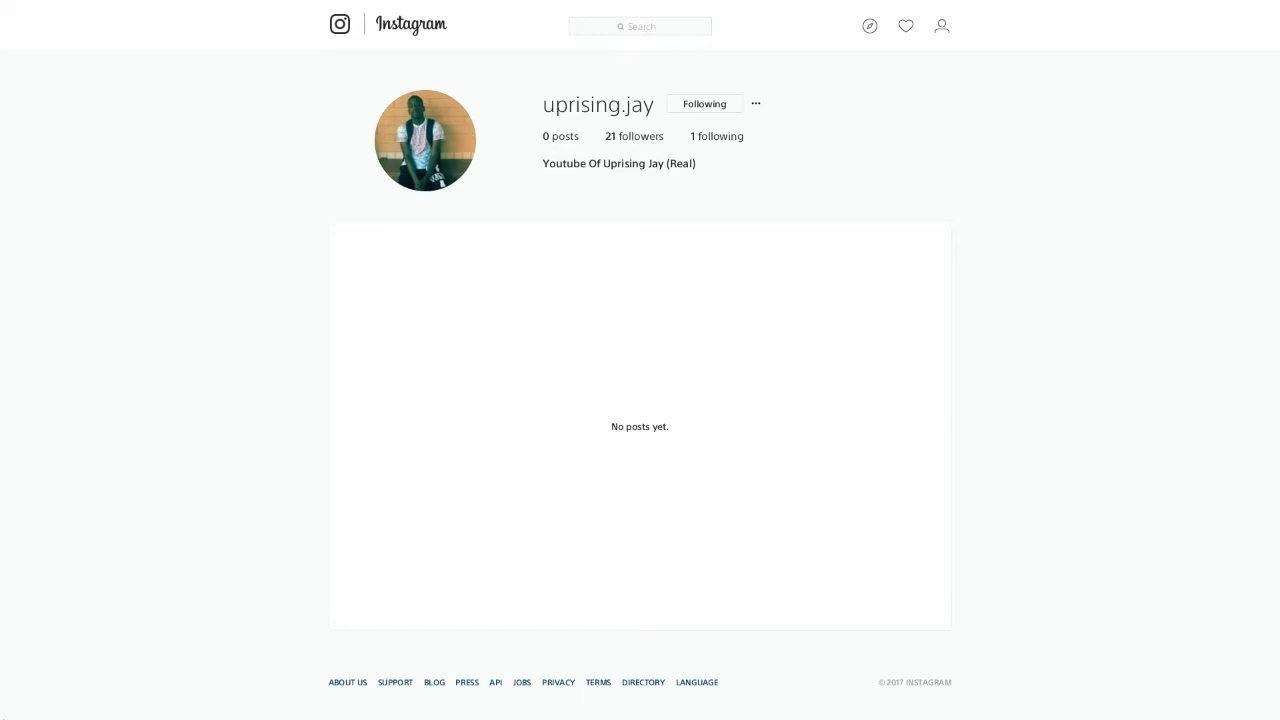 Instagram
Search
uprising.jay Following •••
0 posts 21 followers 1 following
Youtube Of Uprising Jay (Real)
No posts yet.
ABOUT US SUPPORT BLOG PRESS API JOBS PRIVACY TERMS DIRECTORY LANGUAGE © 2017 INSTAGRAM